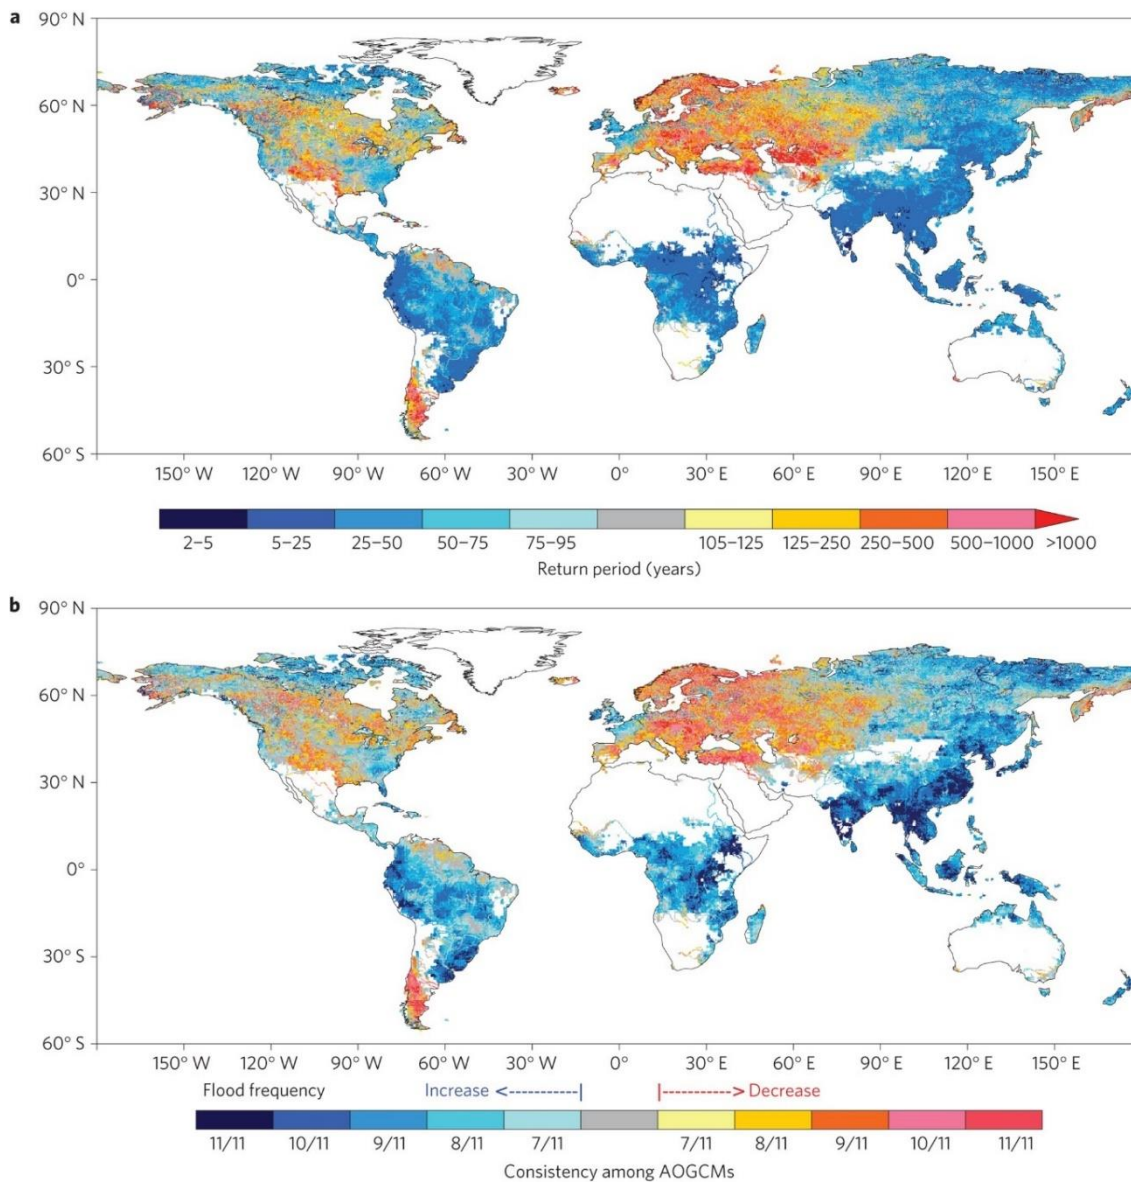 a
90° N
60° N
30° N
0°
30° S
60° S
150° W 120° W 90° W 60° W 30° W 0° 30° E 60° E 90° E 120° E 150° E
2–5 5–25 25–50 50–75 75–95 105–125 125–250 250–500 500–1000 >1000
Return period (years)
b
90° N
60° N
30° N
0°
30° S
60° S
150° W 120° W 90° W 60° W 30° W 0° 30° E 60° E 90° E 120° E 150° E
Flood frequency Increase Decrease
11/11 10/11 9/11 8/11 7/11 7/11 8/11 9/11 10/11 11/11
Consistency among AOGCMs